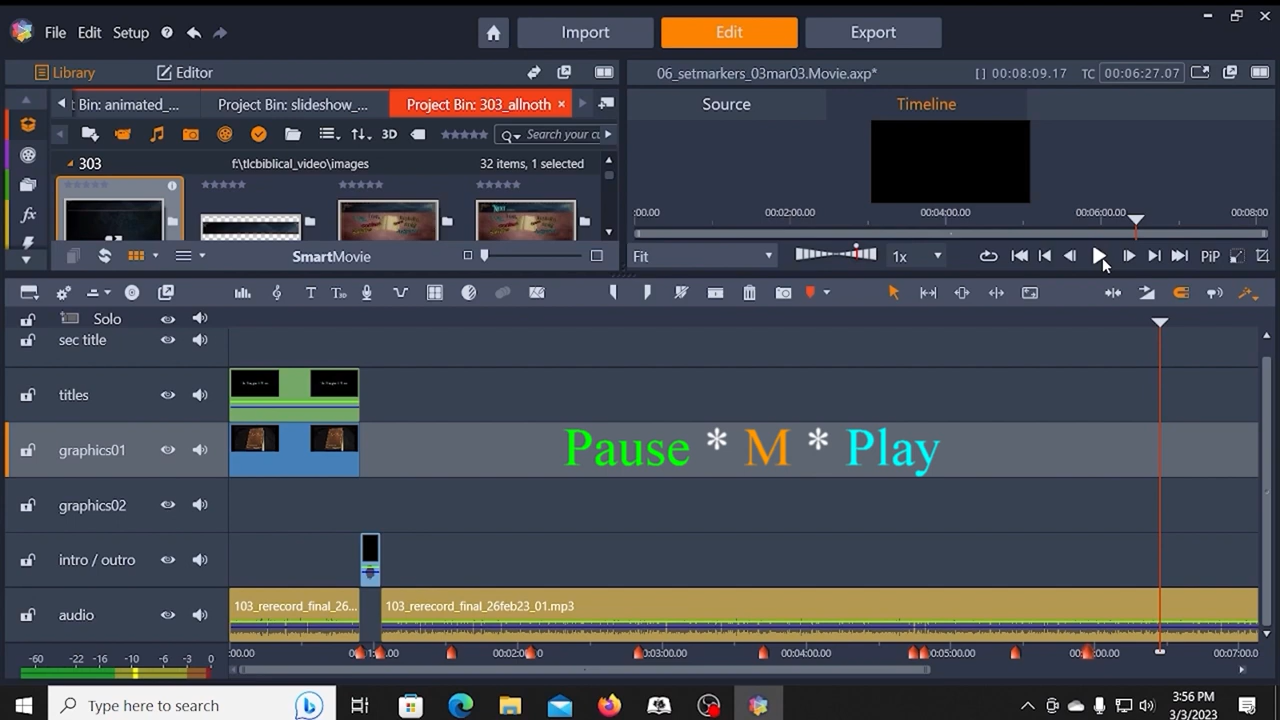 File Edit Setup Import Edit Export
Library Editor 06_setmarkers_03mar03.Movie.axp* [ ] 00:08:09.17 TC 00:06:27.07
t Bin: animated_... Project Bin: slideshow_... Project Bin: 303_allnoth Source Timeline
3D Search your cu
303 f:\tlcbiblical_video\images 32 items, 1 selected
:00.00 00:02:00.00 00:04:00.00 00:06:00.00 00:08:00
SmartMovie Fit 1x PiP
Solo
sec title
titles
graphics01 Pause * M * Play
graphics02
intro / outro
audio 103_rerecord_final_26... 103_rerecord_final_26feb23_01.mp3
-60 -22 -16 -10 -6 -3 0
:00.00 00:04:00.00 00:05:00.00 00:07:00
Type here to search
3:56 PM
3/3/2023